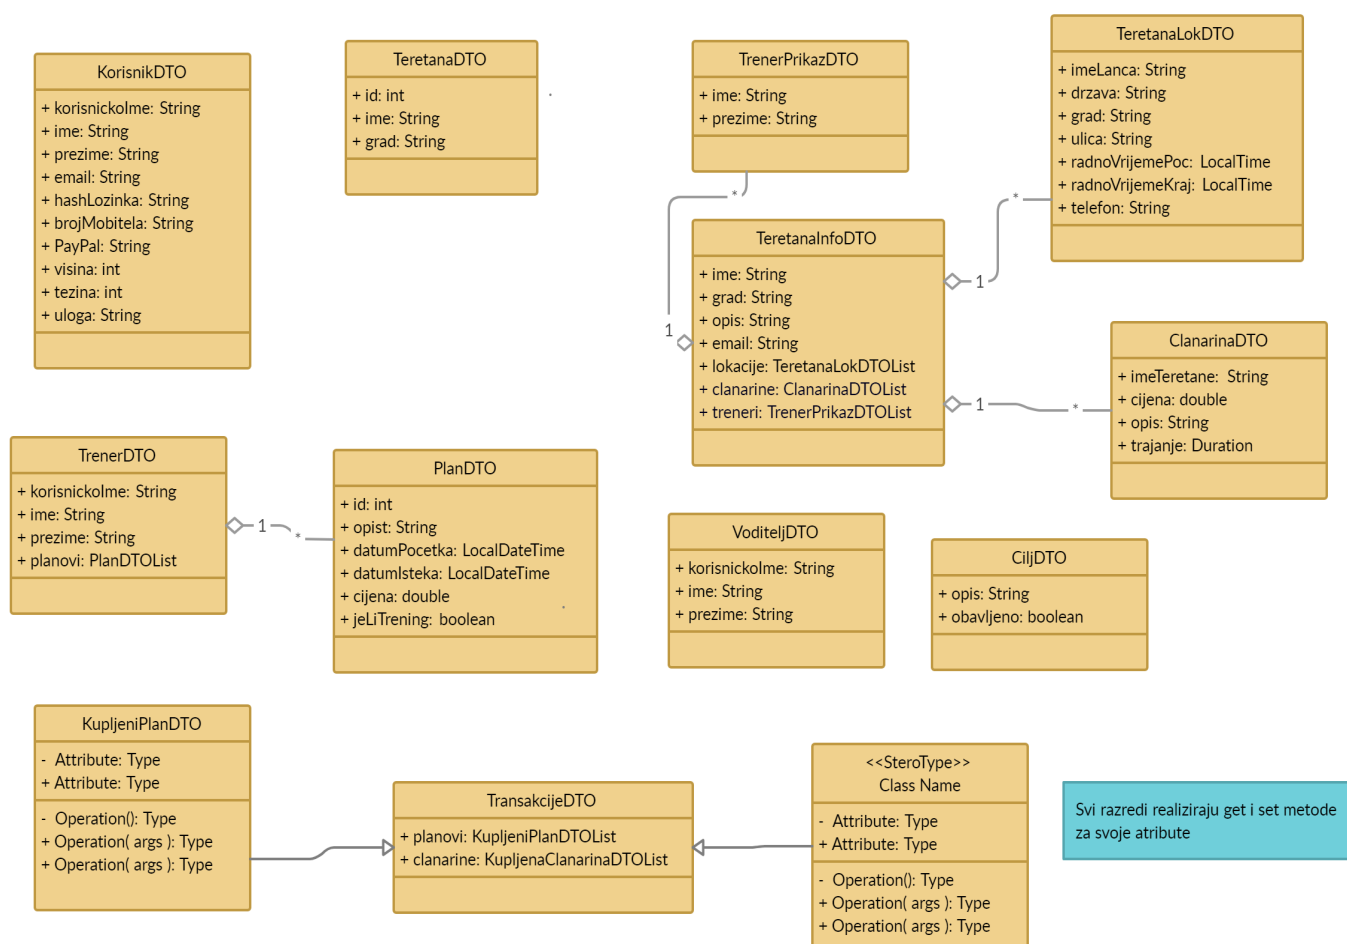 KorisnikDTO
+ korisnickoIme: String
+ ime: String
+ prezime: String
+ email: String
+ hashLozinka: String
+ brojMobitela: String
+ PayPal: String
+ visina: int
+ tezina: int
+ uloga: String
TeretanaDTO
+ id: int
+ ime: String
+ grad: String
TrenerPrikazDTO
+ ime: String
+ prezime: String
*
1
TeretanaLokDTO
+ imeLanca: String
+ drzava: String
+ grad: String
+ ulica: String
+ radnoVrijemePoc: LocalTime
+ radnoVrijemeKraj: LocalTime
+ telefon: String
TeretanaInfoDTO
+ ime: String
+ grad: String
+ opis: String
+ email: String
+ lokacije: TeretanaLokDTOList
+ clanarine: ClanarinaDTOList
+ treneri: TrenerPrikazDTOList
1
*
1
*
ClanarinaDTO
+ imeTeretane: String
+ cijena: double
+ opis: String
+ trajanje: Duration
TrenerDTO
+ korisnickoIme: String
+ ime: String
+ prezime: String
+ planovi: PlanDTOList
1
*
PlanDTO
+ id: int
+ opist: String
+ datumPocetka: LocalDateTime
+ datumIsteka: LocalDateTime
+ cijena: double
+ jeLiTrening: boolean
VoditeljDTO
+ korisnickoIme: String
+ ime: String
+ prezime: String
CiljDTO
+ opis: String
+ obavljeno: boolean
KupljeniPlanDTO
- Attribute: Type
+ Attribute: Type
- Operation(): Type
+ Operation( args ): Type
+ Operation( args ): Type
TransakcijeDTO
+ planovi: KupljeniPlanDTOList
+ clanarine: KupljenaClanarinaDTOList
<<SteroType>>
Class Name
- Attribute: Type
+ Attribute: Type
- Operation(): Type
+ Operation( args ): Type
+ Operation( args ): Type
Svi razredi realiziraju get i set metode
za svoje atribute